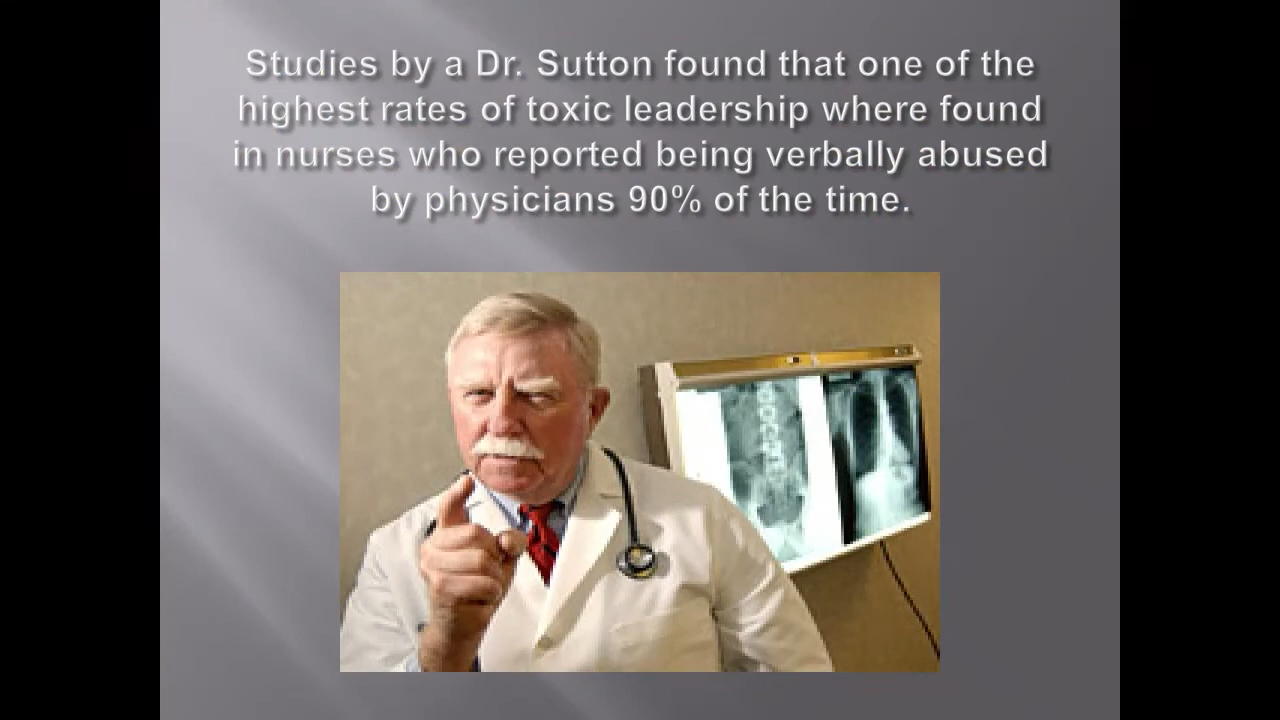 Studies by a Dr. Sutton found that one of the
highest rates of toxic leadership where found
in nurses who reported being verbally abused
by physicians 90% of the time.